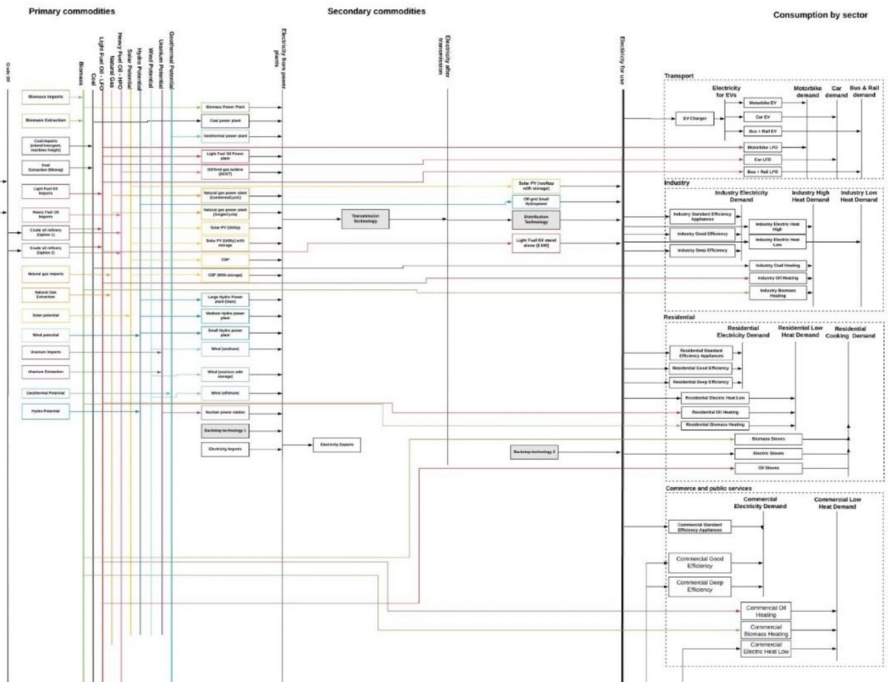 Primary commodities
Secondary commodities
Consumption by sector
Crude Oil
Biomass
Coal
Light Fuel Oil - LFO
Natural Gas
Heavy Fuel Oil - HFO
Solar Potential
Hydro Potential
Wind Potential
Uranium Potential
Geothermal Potential
Electricity from power
plants
Electricity after
transmission
Electricity for use
Biomass Imports
Biomass Extraction
Coal
Extraction (Mining)
Light Fuel Oil
Imports
Heavy Fuel Oil
Imports
Crude oil refinery
(Option 1)
Crude oil refinery
(Option 2)
Natural gas imports
Natural Gas
Extraction
Solar potential
Wind potential
Uranium imports
Uranium Extraction
Geothermal Potential
Hydro Potential
Biomass Power Plant
Coal power plant
Geothermal power plant
Light Fuel Oil Power
plant
Natural gas power plant
(CombinedCycle)
Natural gas power plant
(SingleCycle)
Solar PV (Utility)
Solar PV (Utility) with
storage
CSP
CSP (With storage)
Large Hydro Power
plant (Dam)
Medium Hydro power
plant
Small Hydro power
plant
Wind (onshore)
Wind (onshore with
storage)
Wind (offshore)
Nuclear power station
Backstop technology 1
Electricity imports
Electricity Exports
Transmission
Technology
Solar PV (rooftop
with storage)
Off-grid Small
Hydropower
Distribution
Technology
Light Fuel Oil stand
alone (1 kW)
Backstop technology 2
Transport
Electricity
for EVs
Motorbike
demand
Car
demand
Bus & Rail
demand
EV Charger
Motorbike EV
Car EV
Bus + Rail EV
Motorbike LFO
Car LFO
Bus + Rail LFO
Industry
Industry Electricity
Demand
Industry High
Heat Demand
Industry Low
Heat Demand
Industry Standard Efficiency
Appliances
Industry Good Efficiency
Industry Deep Efficiency
Industry Electric Heat
High
Industry Electric Heat
Low
Industry Coal Heating
Industry Oil Heating
Industry Biomass
Heating
Residential
Residential
Electricity Demand
Residential Low
Heat Demand
Residential
Cooking Demand
Residential Standard
Efficiency Appliances
Residential Good Efficiency
Residential Deep Efficiency
Residential Electric Heat Low
Residential Oil Heating
Residential Biomass Heating
Biomass Stoves
Electric Stoves
Oil Stoves
Commerce and public services
Commercial
Electricity Demand
Commercial Low
Heat Demand
Commercial Standard
Efficiency Appliances
Commercial Good
Efficiency
Commercial Deep
Efficiency
Commercial Oil
Heating
Commercial
Biomass Heating
Commercial
Electric Heat Low